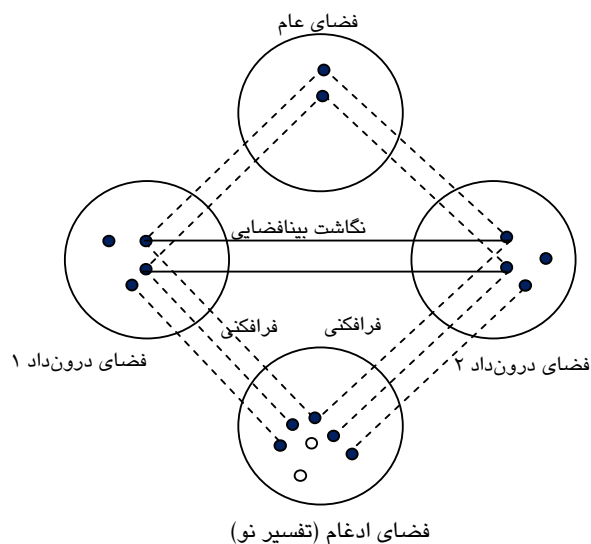 فضای عام
نگاشت بینافضایی
فرافکنی
فرافکنی
فضای درون‌داد ۱
فضای درون‌داد ۲
فضای ادغام (تفسیر نو)